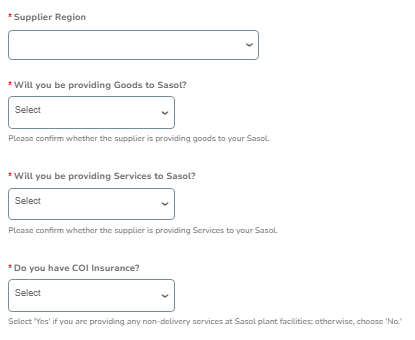 * Supplier Region
* Will you be providing Goods to Sasol?
Select
Please confirm whether the supplier is providing goods to your Sasol.
* Will you be providing Services to Sasol?
Select
Please confirm whether the supplier is providing Services to your Sasol.
* Do you have COI Insurance?
Select
Select 'Yes' if you are providing any non-delivery services at Sasol plant facilities; otherwise, choose 'No.'